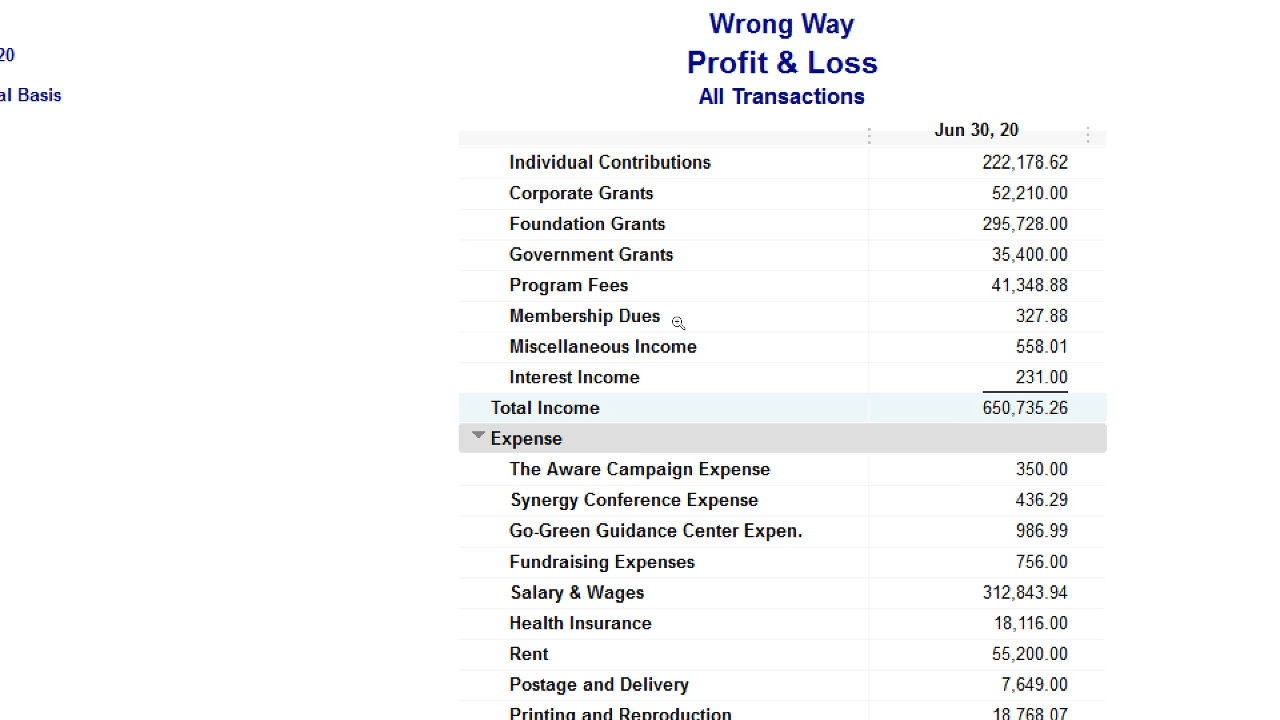 Wrong Way
20
Profit & Loss
al Basis
All Transactions
Jun 30, 20
Individual Contributions 222,178.62
Corporate Grants 52,210.00
Foundation Grants 295,728.00
Government Grants 35,400.00
Program Fees 41,348.88
Membership Dues 327.88
Miscellaneous Income 558.01
Interest Income 231.00
Total Income 650,735.26
Expense
The Aware Campaign Expense 350.00
Synergy Conference Expense 436.29
Go-Green Guidance Center Expen. 986.99
Fundraising Expenses 756.00
Salary & Wages 312,843.94
Health Insurance 18,116.00
Rent 55,200.00
Postage and Delivery 7,649.00
Printing and Reproduction 18,768.07